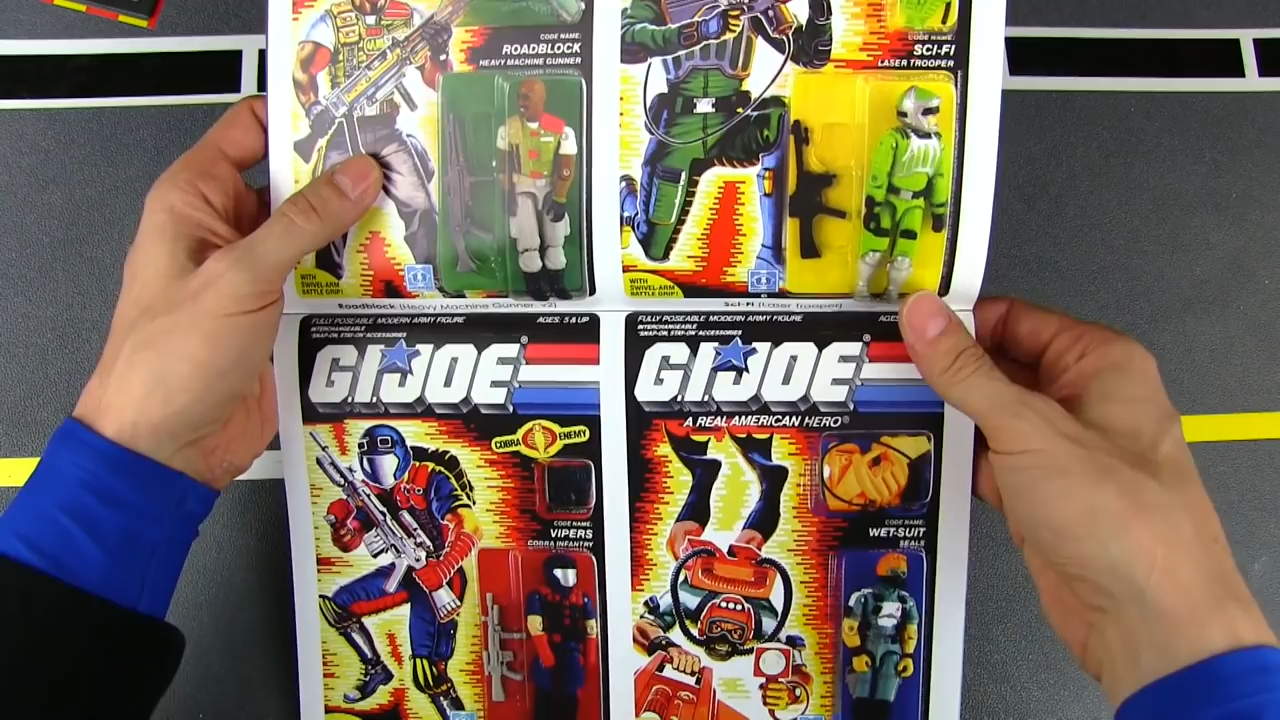 CODE NAME:
ROADBLOCK
HEAVY MACHINE GUNNER
WITH
SWIVEL-ARM
BATTLE GRIP!
Roadblock (Heavy Machine Gunner, v2)
CODE NAME:
SCI-FI
LASER TROOPER
WITH
SWIVEL-ARM
BATTLE GRIP!
Sci-Fi (Laser Trooper)
FULLY POSEABLE MODERN ARMY FIGURE
AGES: 5 & UP
INTERCHANGEABLE
"SNAP-ON, STAY-ON" ACCESSORIES
G.I. JOE®
COBRA ENEMY
CODE NAME:
VIPERS
COBRA INFANTRY
FULLY POSEABLE MODERN ARMY FIGURE
AGES
INTERCHANGEABLE
"SNAP-ON, STAY-ON" ACCESSORIES
G.I. JOE®
A REAL AMERICAN HERO®
CODE NAME:
WET-SUIT
SEALS